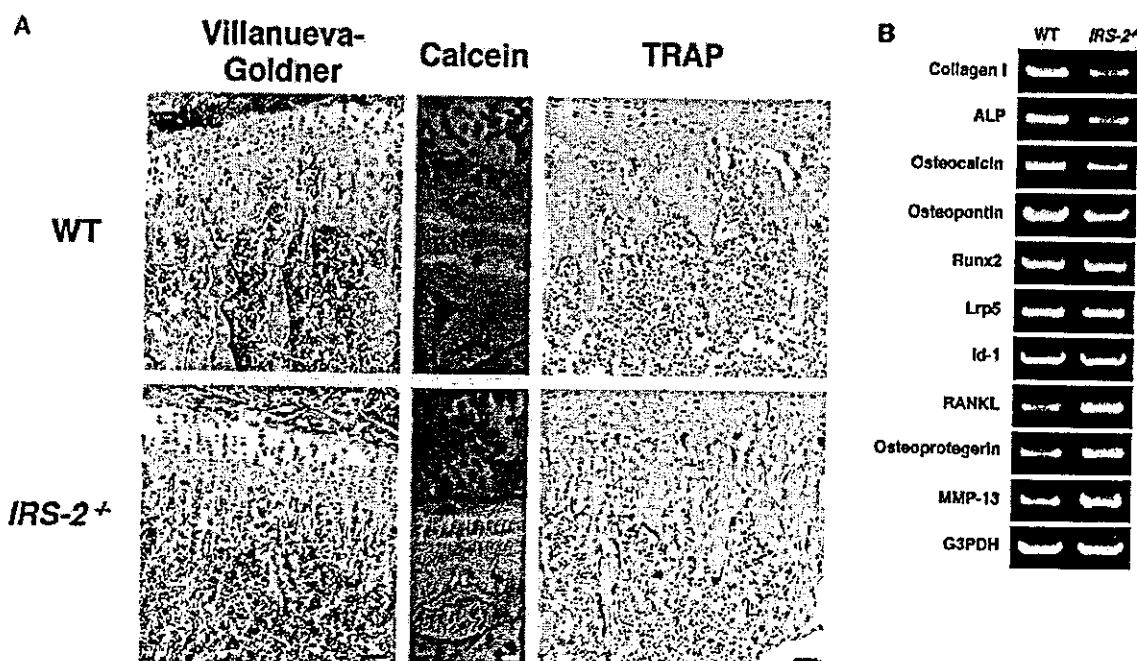 A
Villanueva-
Goldner
Calcein
TRAP
WT
IRS-2 -/-
B
WT
IRS-2 -/-
Collagen I
ALP
Osteocalcin
Osteopontin
Runx2
Lrp5
Id-1
RANKL
Osteoprotegerin
MMP-13
G3PDH